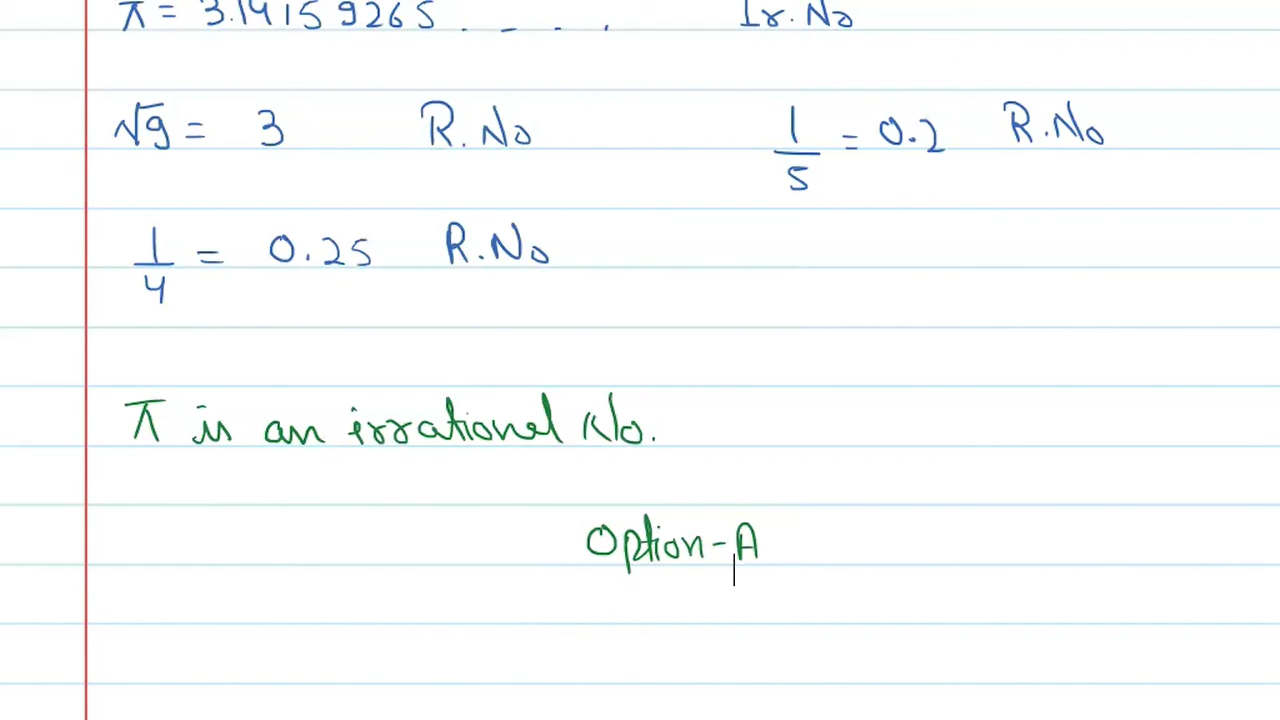 π = 3.14159265 . - . . Ir. No
√9 = 3 R. No 1/5 = 0.2 R. No
1/4 = 0.25 R. No
π is an irrational No.
Option-A